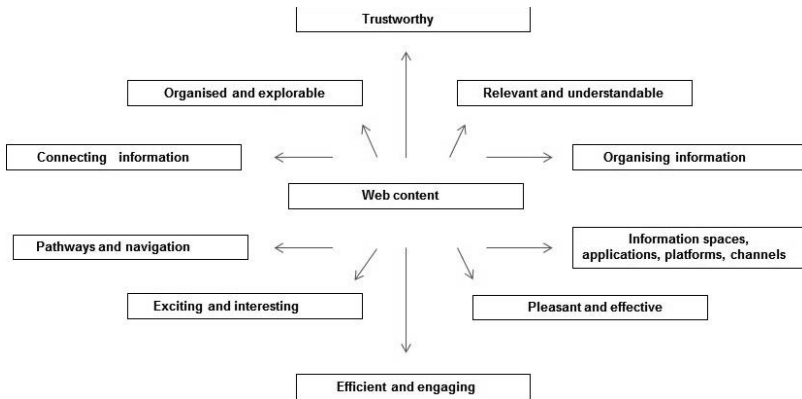 Trustworthy
Organised and explorable
Relevant and understandable
Connecting information
Organising information
Web content
Pathways and navigation
Information spaces,
applications, platforms, channels
Exciting and interesting
Pleasant and effective
Efficient and engaging